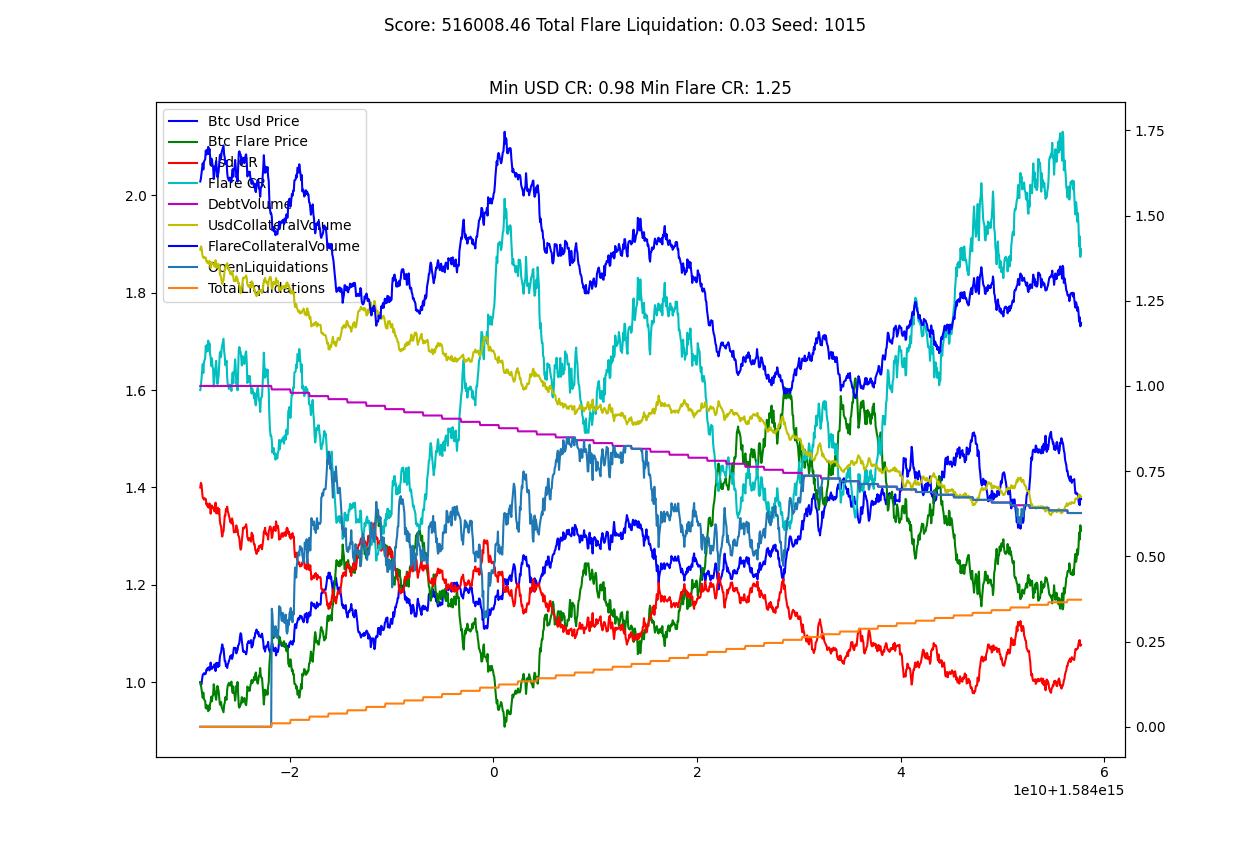 Score: 516008.46 Total Flare Liquidation: 0.03 Seed: 1015
Min USD CR: 0.98 Min Flare CR: 1.25
Btc Usd Price
Btc Flare Price
Usd CR
Flare CR
DebtVolume
UsdCollateralVolume
FlareCollateralVolume
OpenLiquidations
TotalLiquidations
2.0
1.8
1.6
1.4
1.2
1.0
1.75
1.50
1.25
1.00
0.75
0.50
0.25
0.00
−2
0
2
4
6
1e10+1.584e15